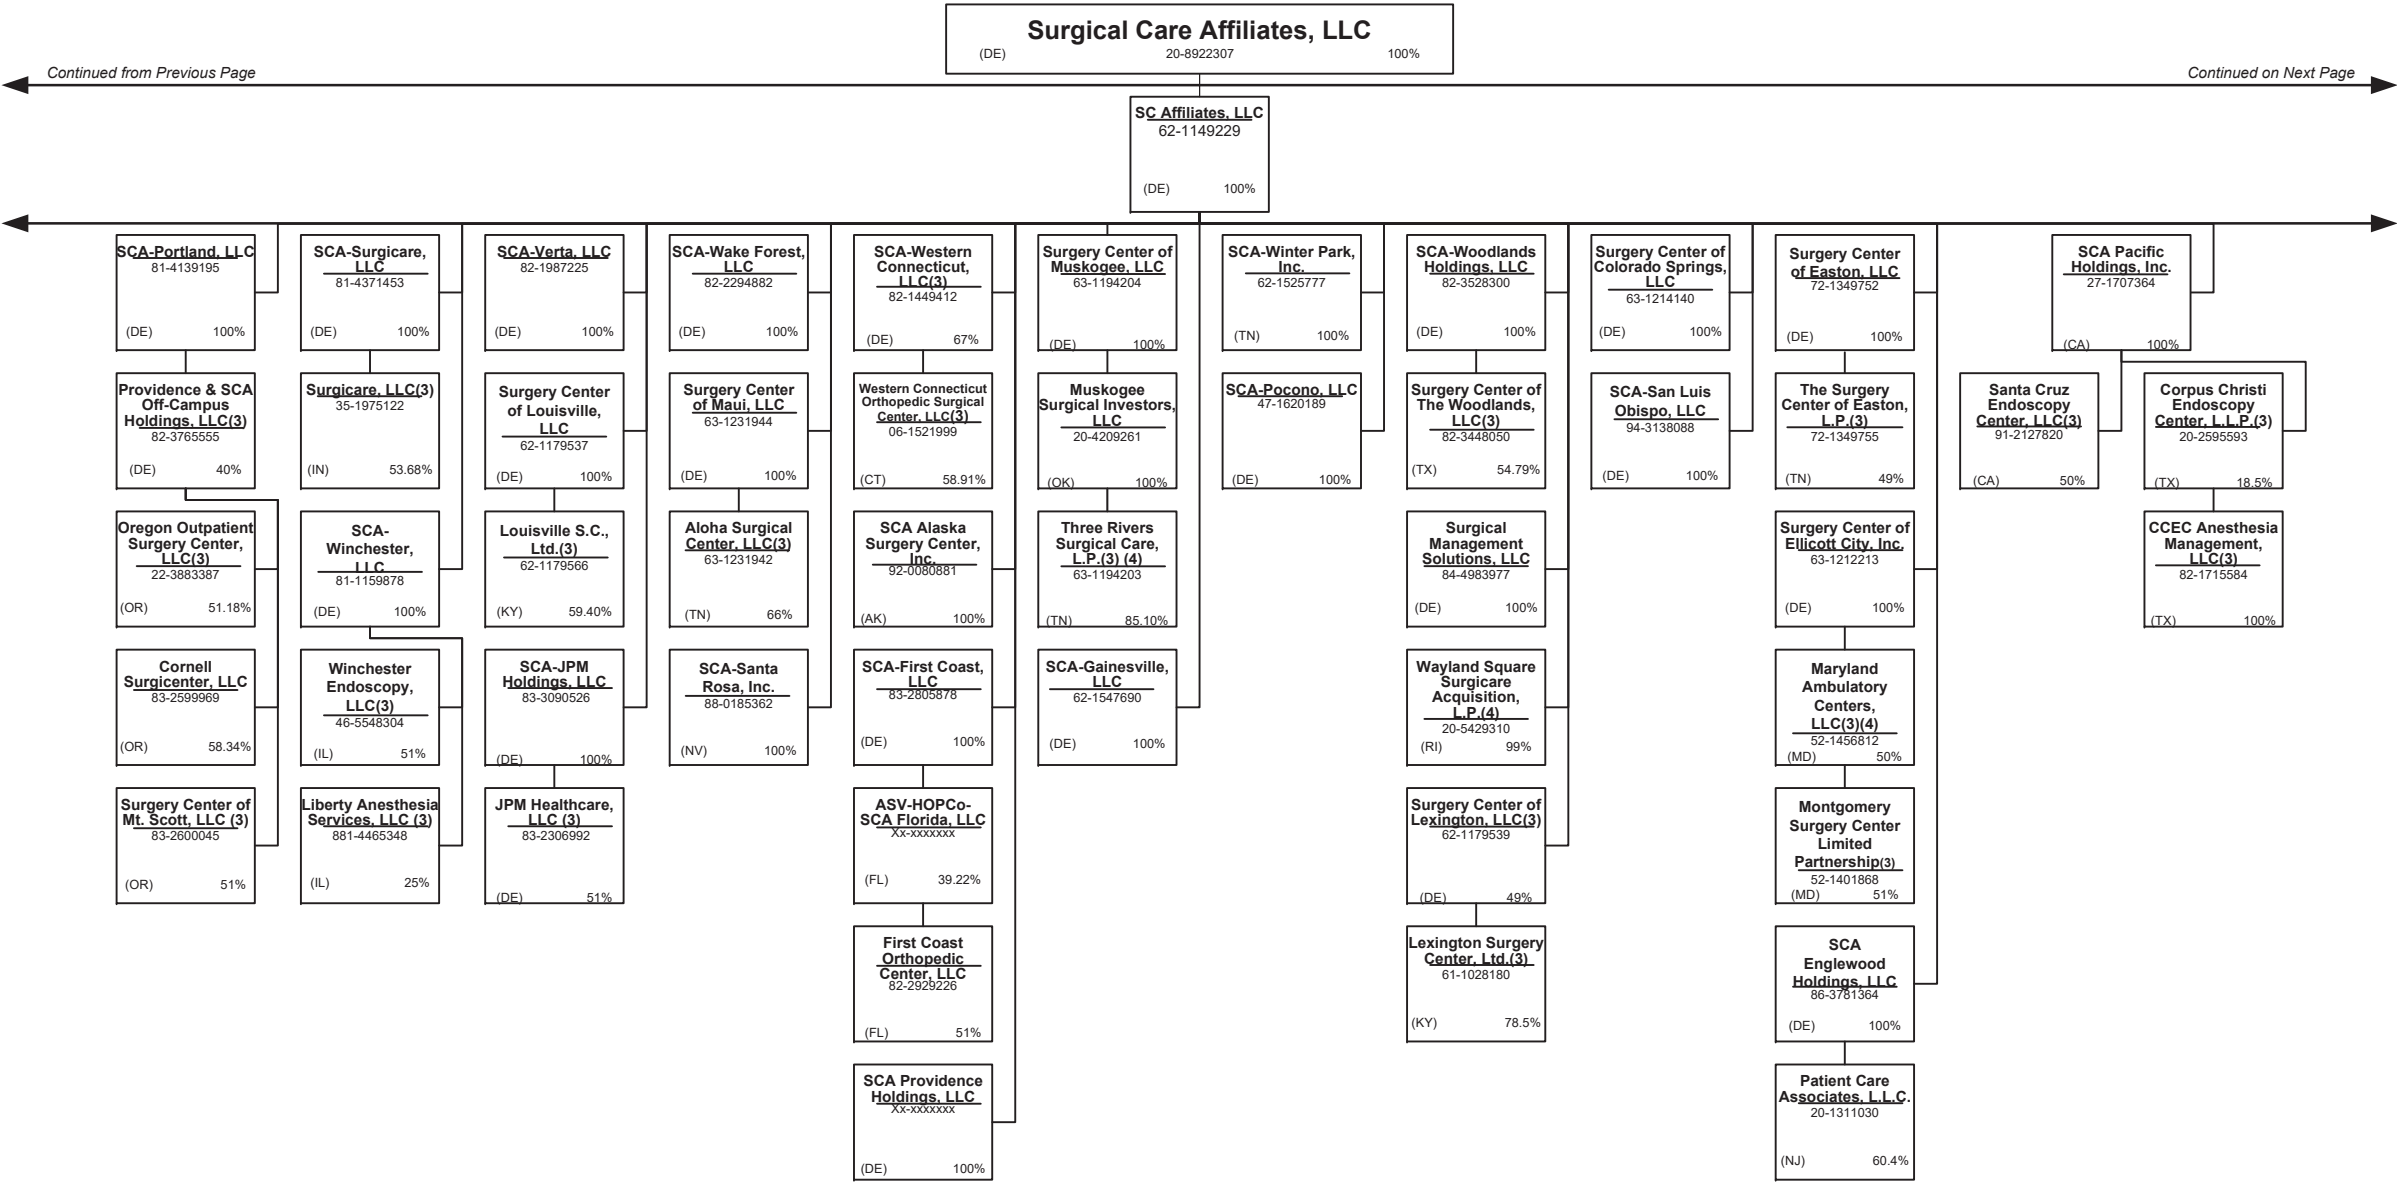 Surgical Care Affiliates, LLC
(DE) 20-8922307 100%
Continued from Previous Page
Continued on Next Page
SC Affiliates, LLC
62-1149229
(DE) 100%
SCA-Portland, LLC
81-4139195
(DE) 100%
Providence & SCA
Off-Campus
Holdings, LLC(3)
82-3765555
(DE) 40%
Oregon Outpatient
Surgery Center,
LLC(3)
22-3883387
(OR) 51.18%
Cornell
Surgicenter, LLC
83-2599969
(OR) 58.34%
Surgery Center of
Mt. Scott, LLC (3)
83-2600045
(OR) 51%
SCA-Surgicare,
LLC
81-4371453
(DE) 100%
Surgicare, LLC(3)
35-1975122
(IN) 53.68%
SCA-
Winchester,
LLC
81-1159878
(DE) 100%
Winchester
Endoscopy,
LLC(3)
46-5548304
(IL) 51%
Liberty Anesthesia
Services, LLC (3)
881-4465348
(IL) 25%
SCA-Verta, LLC
82-1987225
(DE) 100%
Surgery Center
of Louisville,
LLC
62-1179537
(DE) 100%
Louisville S.C.,
Ltd.(3)
62-1179566
(KY) 59.40%
SCA-JPM
Holdings, LLC
83-3090526
(DE) 100%
JPM Healthcare,
LLC (3)
83-2306992
(DE) 51%
SCA-Wake Forest,
LLC
82-2294882
(DE) 100%
Surgery Center
of Maui, LLC
63-1231944
(DE) 100%
Aloha Surgical
Center, LLC(3)
63-1231942
(TN) 66%
SCA-Santa
Rosa, Inc.
88-0185362
(NV) 100%
SCA-Western
Connecticut,
LLC(3)
82-1449412
(DE) 67%
Western Connecticut
Orthopedic Surgical
Center, LLC(3)
06-1521999
(CT) 58.91%
SCA Alaska
Surgery Center,
Inc.
92-0080881
(AK) 100%
SCA-First Coast,
LLC
83-2805878
(DE) 100%
ASV-HOPCo-
SCA Florida, LLC
Xx-xxxxxxx
(FL) 39.22%
First Coast
Orthopedic
Center, LLC
82-2929226
(FL) 51%
SCA Providence
Holdings, LLC
Xx-xxxxxxx
(DE) 100%
Surgery Center of
Muskogee, LLC
63-1194204
(DE) 100%
Muskogee
Surgical Investors,
LLC
20-4209261
(OK) 100%
Three Rivers
Surgical Care,
L.P.(3) (4)
63-1194203
(TN) 85.10%
SCA-Gainesville,
LLC
62-1547690
(DE) 100%
SCA-Winter Park,
Inc.
62-1525777
(TN) 100%
SCA-Pocono, LLC
47-1620189
(DE) 100%
SCA-Woodlands
Holdings, LLC
82-3528300
(DE) 100%
Surgery Center of
The Woodlands,
LLC(3)
82-3448050
(TX) 54.79%
Surgical
Management
Solutions, LLC
84-4983977
(DE) 100%
Wayland Square
Surgicare
Acquisition,
L.P.(4)
20-5429310
(RI) 99%
Surgery Center of
Lexington, LLC(3)
62-1179539
(DE) 49%
Lexington Surgery
Center, Ltd.(3)
61-1028180
(KY) 78.5%
Surgery Center of
Colorado Springs,
LLC
63-1214140
(DE) 100%
SCA-San Luis
Obispo, LLC
94-3138088
(DE) 100%
Surgery Center
of Easton, LLC
72-1349752
(DE) 100%
The Surgery
Center of Easton,
L.P.(3)
72-1349755
(TN) 49%
Surgery Center of
Ellicott City, Inc.
63-1212213
(DE) 100%
Maryland
Ambulatory
Centers,
LLC(3)(4)
52-1456812
(MD) 50%
Montgomery
Surgery Center
Limited
Partnership(3)
52-1401868
(MD) 51%
SCA
Englewood
Holdings, LLC
86-3781364
(DE) 100%
Patient Care
Associates, L.L.C.
20-1311030
(NJ) 60.4%
SCA Pacific
Holdings, Inc.
27-1707364
(CA) 100%
Santa Cruz
Endoscopy
Center, LLC(3)
91-2127820
(CA) 50%
Corpus Christi
Endoscopy
Center, L.L.P.(3)
20-2595593
(TX) 18.5%
CCEC Anesthesia
Management,
LLC(3)
82-1715584
(TX) 100%